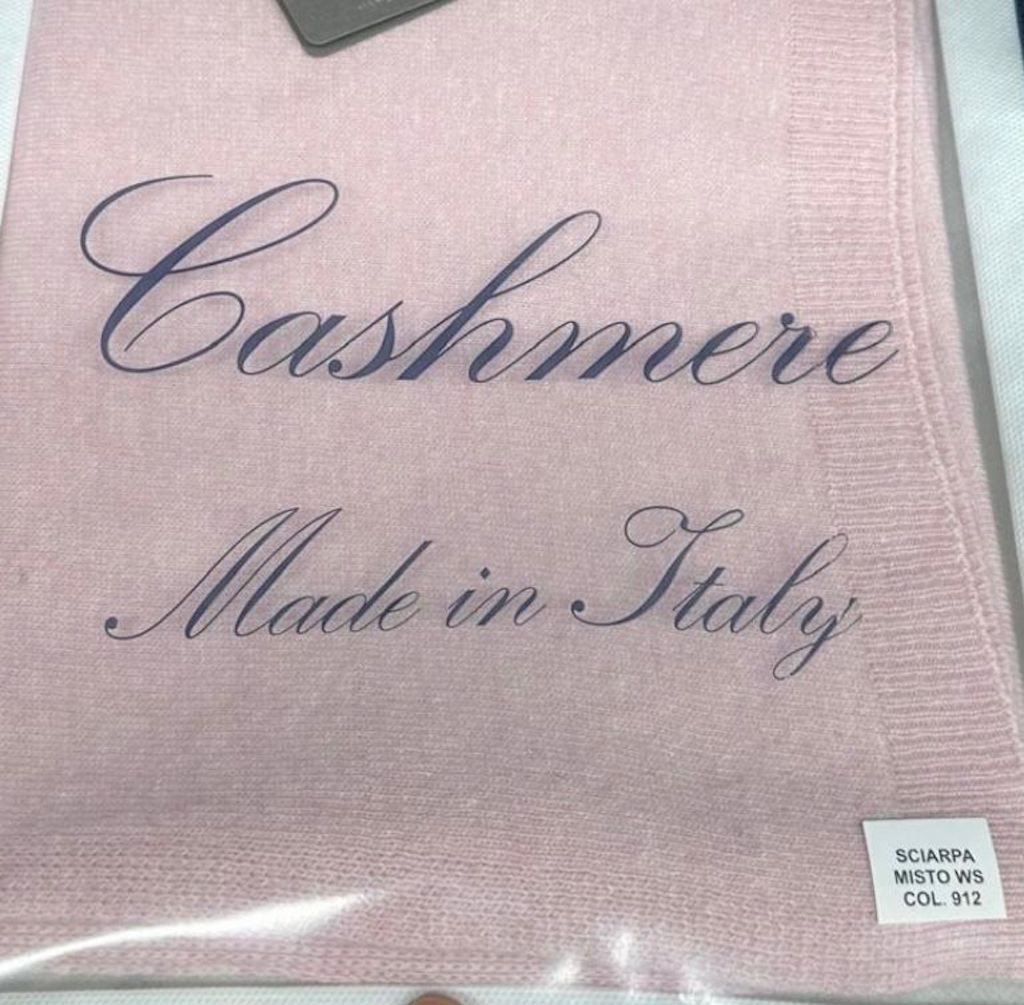 Cashmere
Made in Italy
SCIARPA
MISTO WS
COL. 912